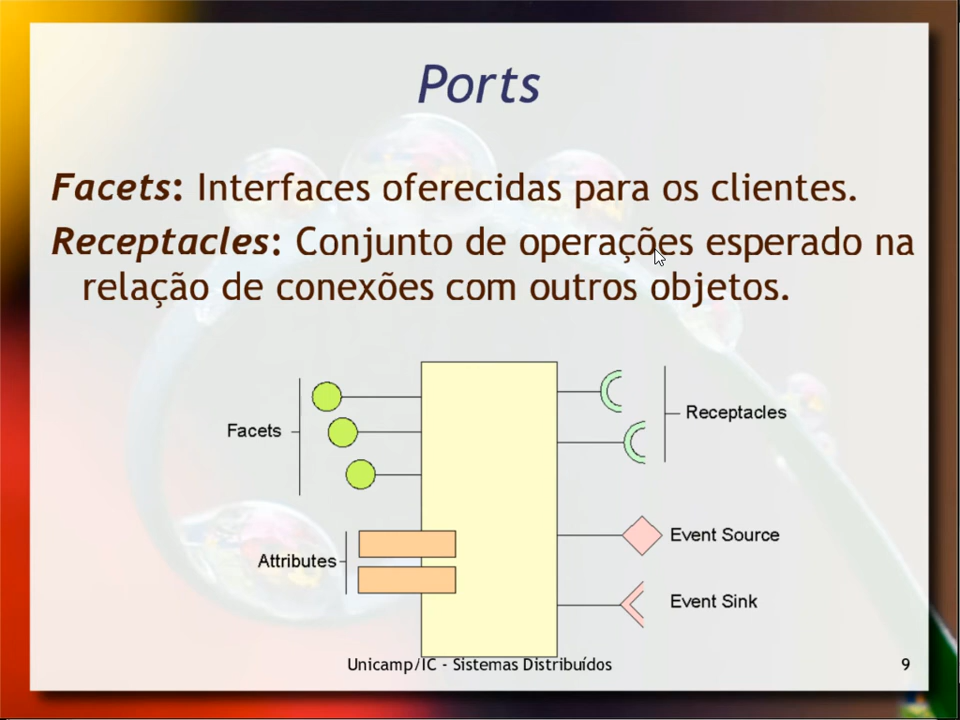 Ports
Facets: Interfaces oferecidas para os clientes.
Receptacles: Conjunto de operações esperado na
relação de conexões com outros objetos.
Facets
Receptacles
Attributes
Event Source
Event Sink
Unicamp/IC - Sistemas Distribuídos
9